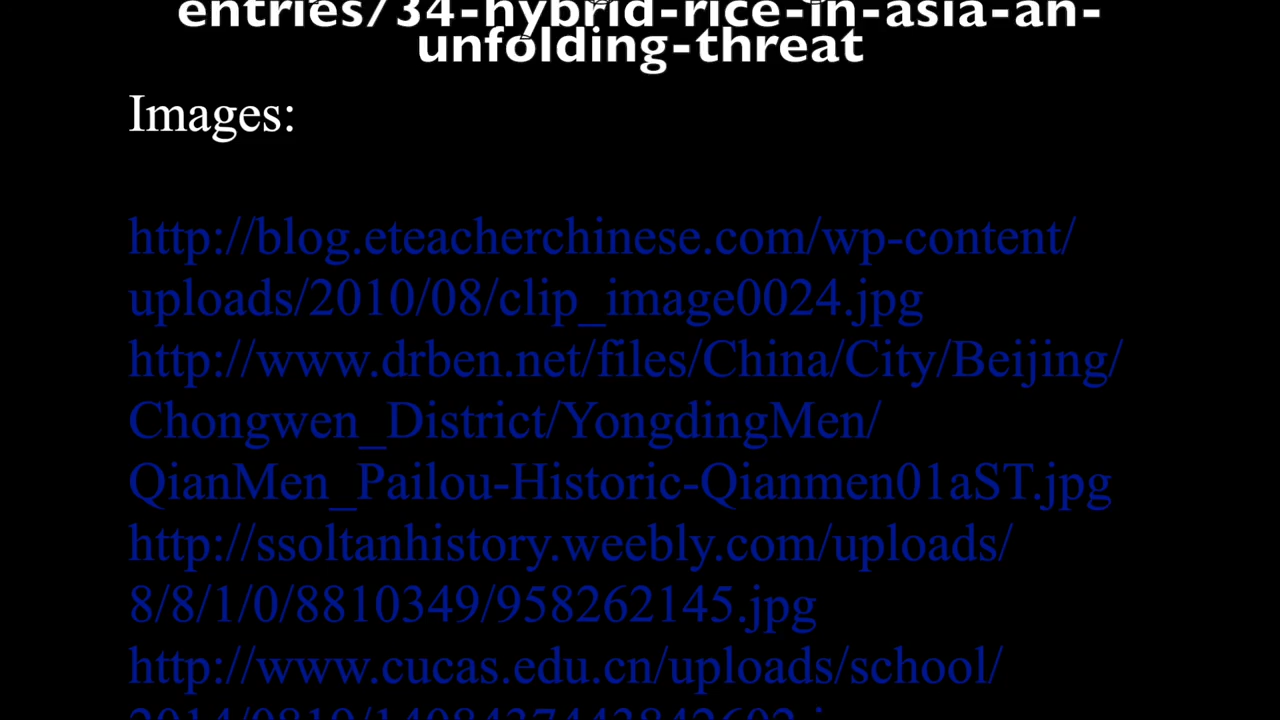 entries/34-hybrid-rice-in-asia-an-
unfolding-threat
Images:
http://blog.eteacherchinese.com/wp-content/
uploads/2010/08/clip_image0024.jpg
http://www.drben.net/files/China/City/Beijing/
Chongwen_District/YongdingMen/
QianMen_Pailou-Historic-Qianmen01aST.jpg
http://ssoltanhistory.weebly.com/uploads/
8/8/1/0/8810349/958262145.jpg
http://www.cucas.edu.cn/uploads/school/